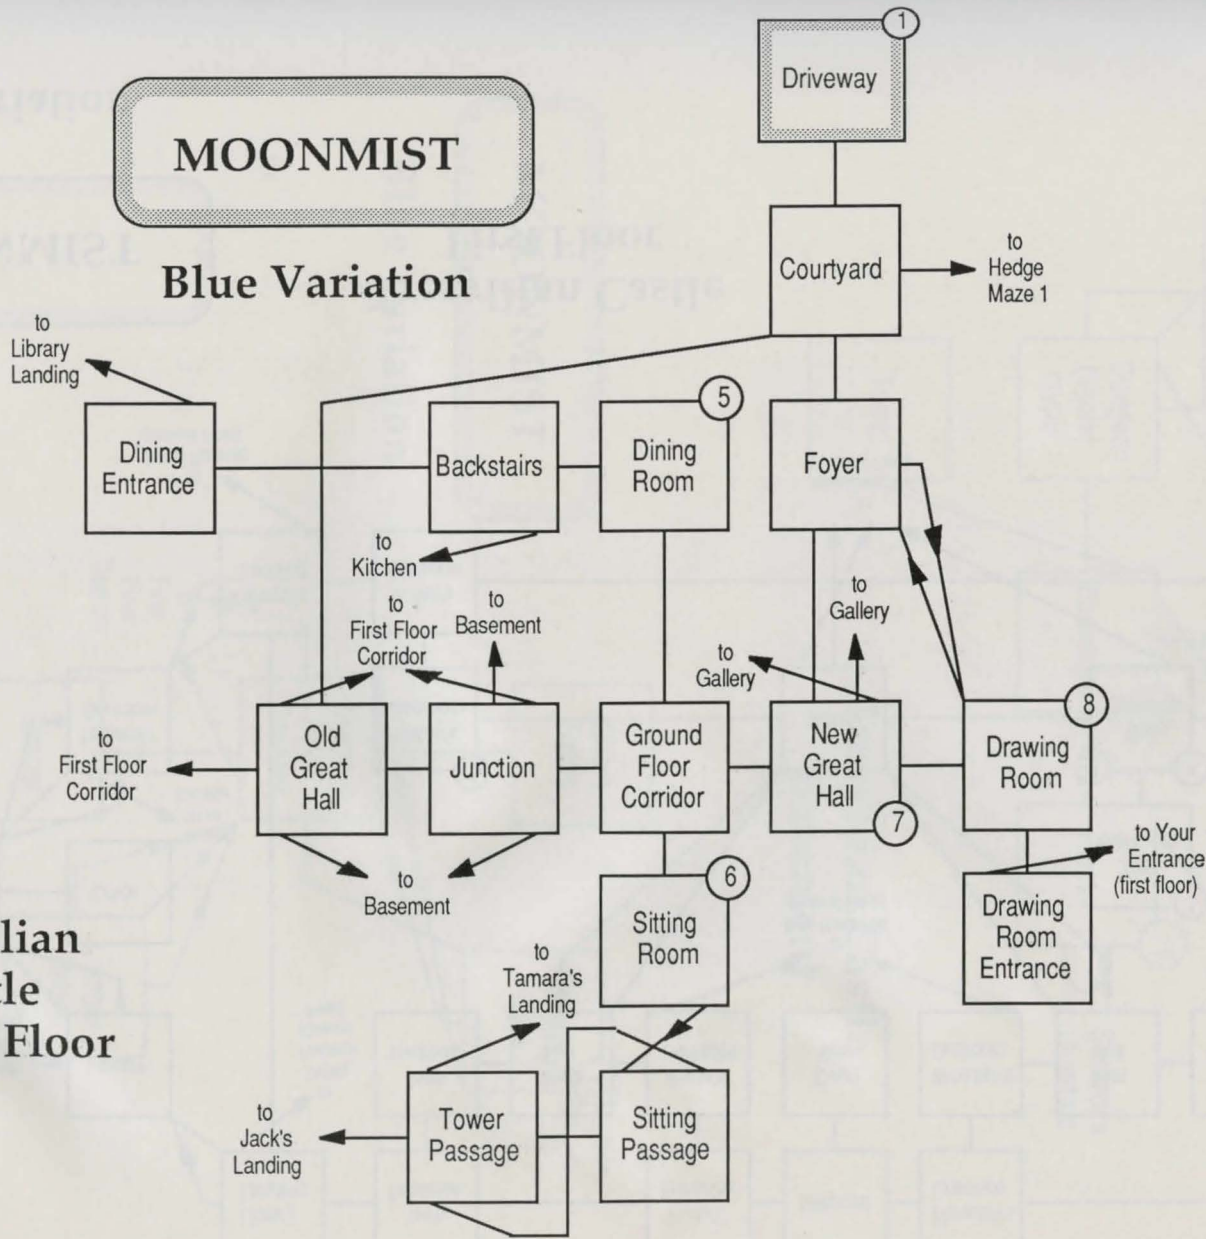 1
Driveway
MOONMIST
Blue Variation
Courtyard
to
Hedge
Maze 1
to
Library
Landing
Dining
Entrance
Backstairs
5
Dining
Room
Foyer
to
Kitchen
to
First Floor
Corridor
to
Basement
to
Gallery
to
Gallery
to
First Floor
Corridor
Old
Great
Hall
Junction
Ground
Floor
Corridor
New
Great
Hall
7
8
Drawing
Room
to
Basement
6
Sitting
Room
to Your
Entrance
(first floor)
Drawing
Room
Entrance
lian
tle
Floor
to
Tamara's
Landing
to
Jack's
Landing
Tower
Passage
Sitting
Passage